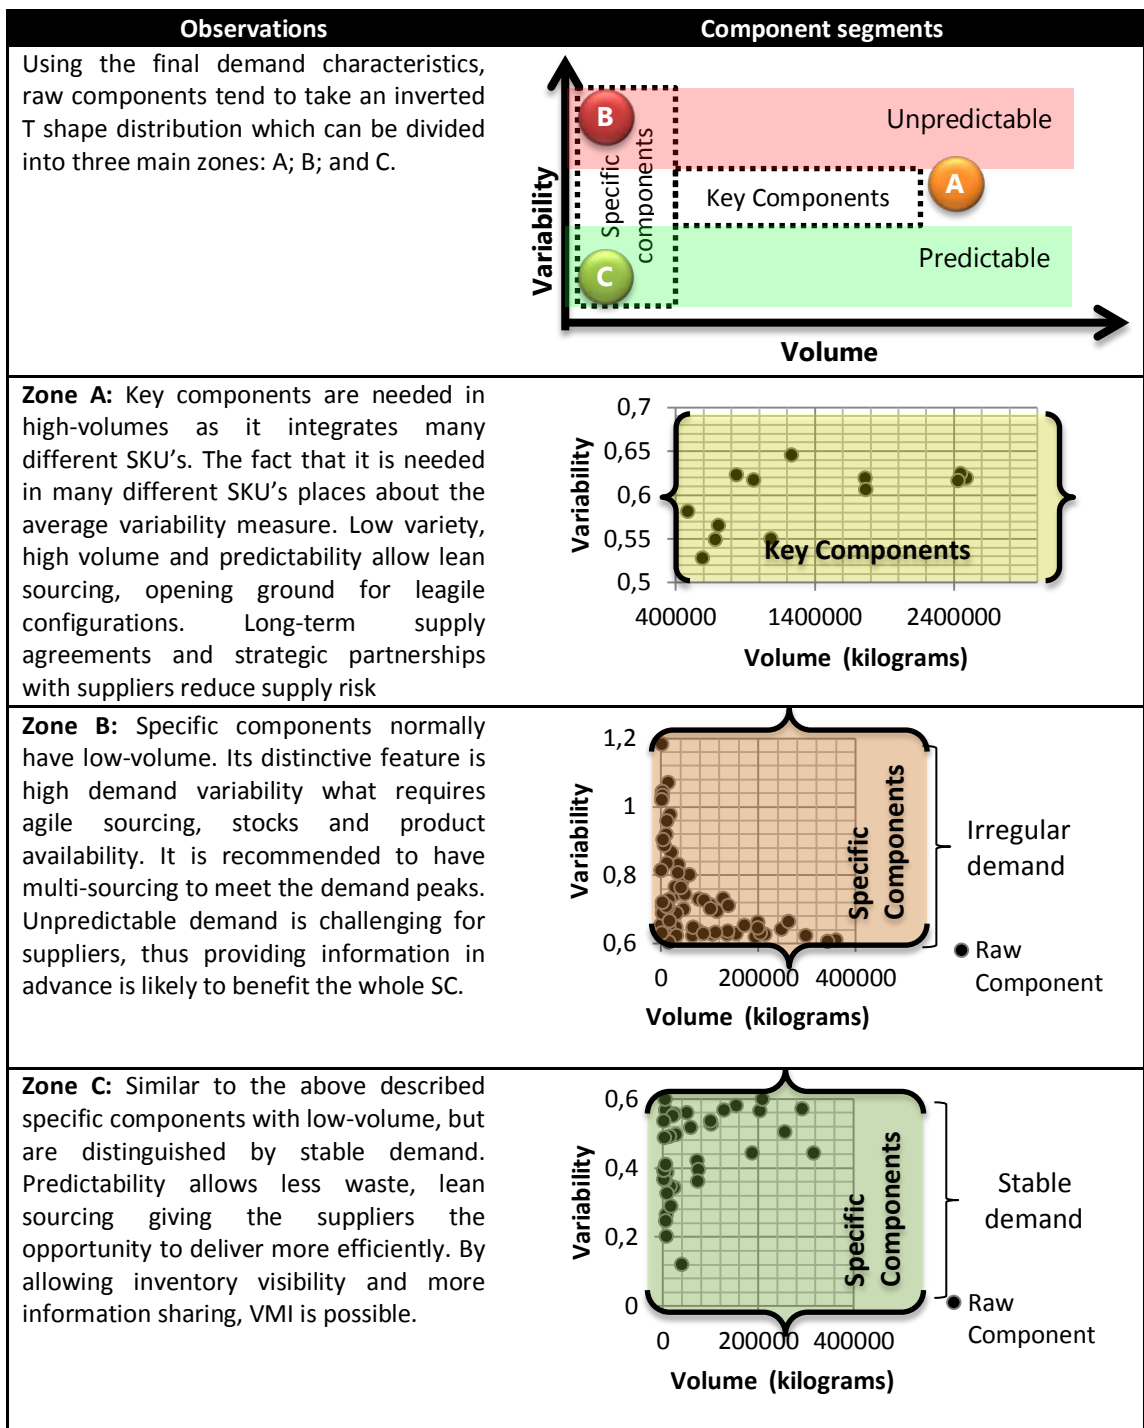 Observations
Component segments
Using the final demand characteristics,
raw components tend to take an inverted
T shape distribution which can be divided
into three main zones: A; B; and C.
Variability
B
Specific
components
C
Unpredictable
Key Components
A
Predictable
Volume
Zone A: Key components are needed in
high-volumes as it integrates many
different SKU's. The fact that it is needed
in many different SKU's places about the
average variability measure. Low variety,
high volume and predictability allow lean
sourcing, opening ground for leagile
configurations. Long-term supply
agreements and strategic partnerships
with suppliers reduce supply risk
Variability
0,7
0,65
0,6
0,55
0,5
Key Components
400000 1400000 2400000
Volume (kilograms)
Zone B: Specific components normally
have low-volume. Its distinctive feature is
high demand variability what requires
agile sourcing, stocks and product
availability. It is recommended to have
multi-sourcing to meet the demand peaks.
Unpredictable demand is challenging for
suppliers, thus providing information in
advance is likely to benefit the whole SC.
Variability
1,2
1
0,8
0,6
Specific
Components
Irregular
demand
Raw
Component
0 200000 400000
Volume (kilograms)
Zone C: Similar to the above described
specific components with low-volume, but
are distinguished by stable demand.
Predictability allows less waste, lean
sourcing giving the suppliers the
opportunity to deliver more efficiently. By
allowing inventory visibility and more
information sharing, VMI is possible.
Variability
0,6
0,4
0,2
0
Specific
Components
Stable
demand
Raw
Component
0 200000 400000
Volume (kilograms)